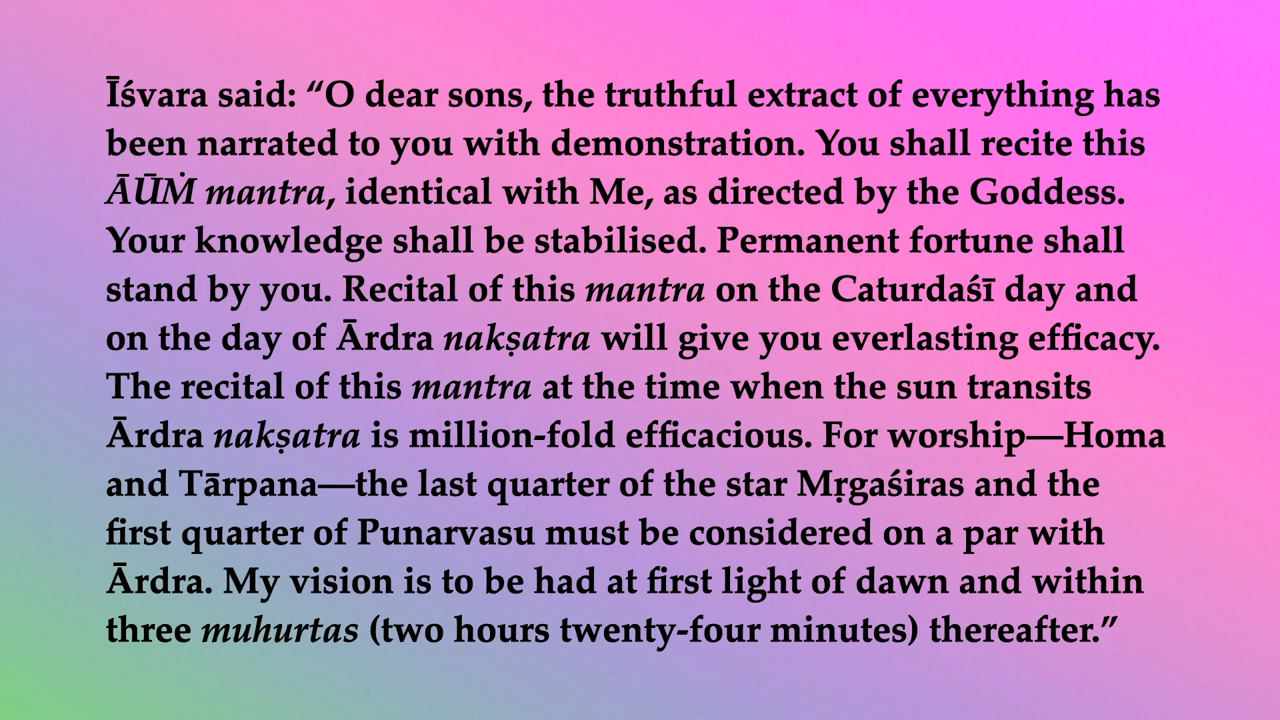 Īśvara said: “O dear sons, the truthful extract of everything has
been narrated to you with demonstration. You shall recite this
ĀŪṀ mantra, identical with Me, as directed by the Goddess.
Your knowledge shall be stabilised. Permanent fortune shall
stand by you. Recital of this mantra on the Caturdaśī day and
on the day of Ārdra nakṣatra will give you everlasting efficacy.
The recital of this mantra at the time when the sun transits
Ārdra nakṣatra is million-fold efficacious. For worship—Homa
and Tārpana—the last quarter of the star Mṛgaśiras and the
first quarter of Punarvasu must be considered on a par with
Ārdra. My vision is to be had at first light of dawn and within
three muhurtas (two hours twenty-four minutes) thereafter.”